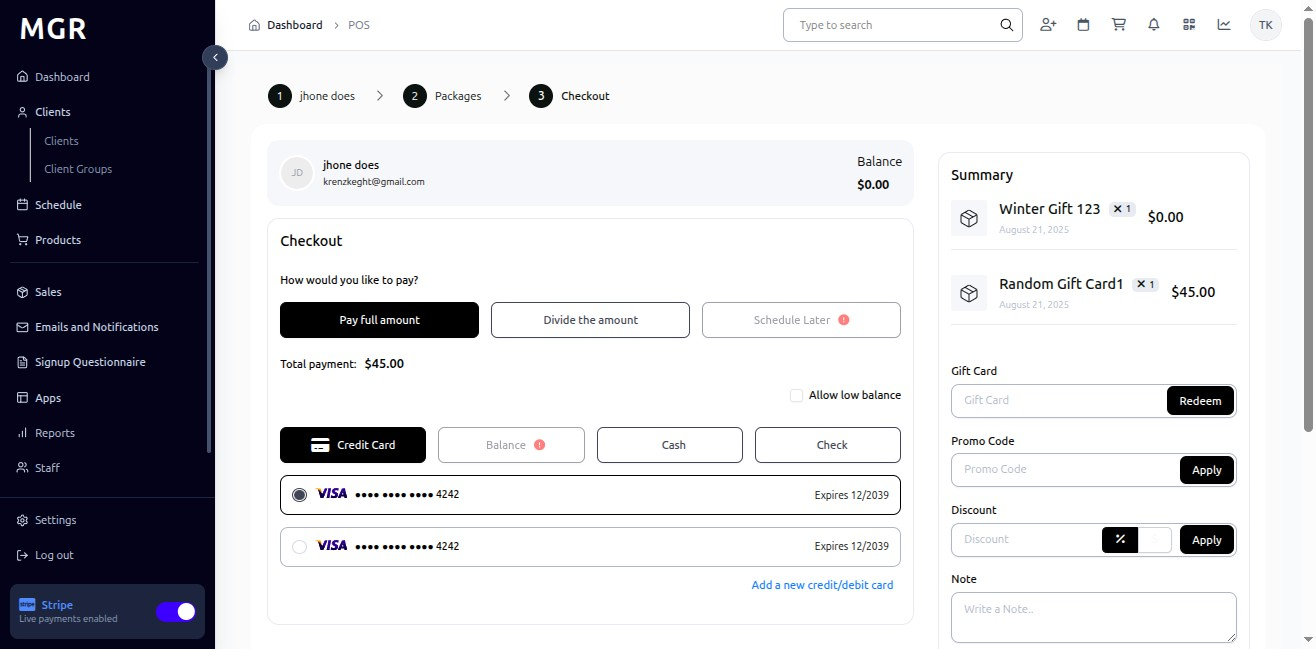 MGR
Dashboard
Clients
Clients
Client Groups
Schedule
Products
Sales
Emails and Notifications
Signup Questionnaire
Apps
Reports
Staff
Settings
Log out
stripe Stripe
Live payments enabled
Dashboard > POS
Type to search
TK
1 jhone does > 2 Packages > 3 Checkout
JD
jhone does
krenzkeght@gmail.com
Balance
$0.00
Checkout
How would you like to pay?
Pay full amount Divide the amount Schedule Later !
Total payment: $45.00
Allow low balance
Credit Card Balance ! Cash Check
VISA •••• •••• •••• 4242 Expires 12/2039
VISA •••• •••• •••• 4242 Expires 12/2039
Add a new credit/debit card
Summary
Winter Gift 123 ✕ 1 $0.00
August 21, 2025
Random Gift Card1 ✕ 1 $45.00
August 21, 2025
Gift Card
Gift Card Redeem
Promo Code
Promo Code Apply
Discount
Discount % Apply
Note
Write a Note..